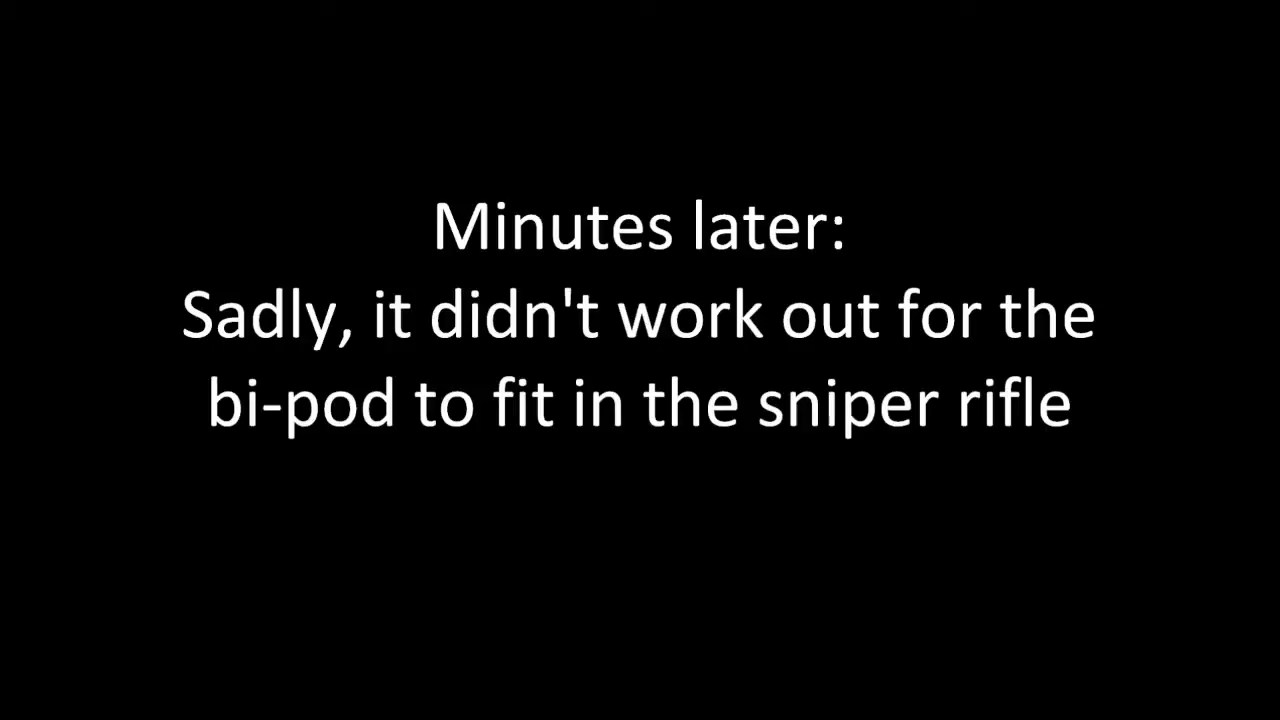 Minutes later:
Sadly, it didn't work out for the
bi-pod to fit in the sniper rifle